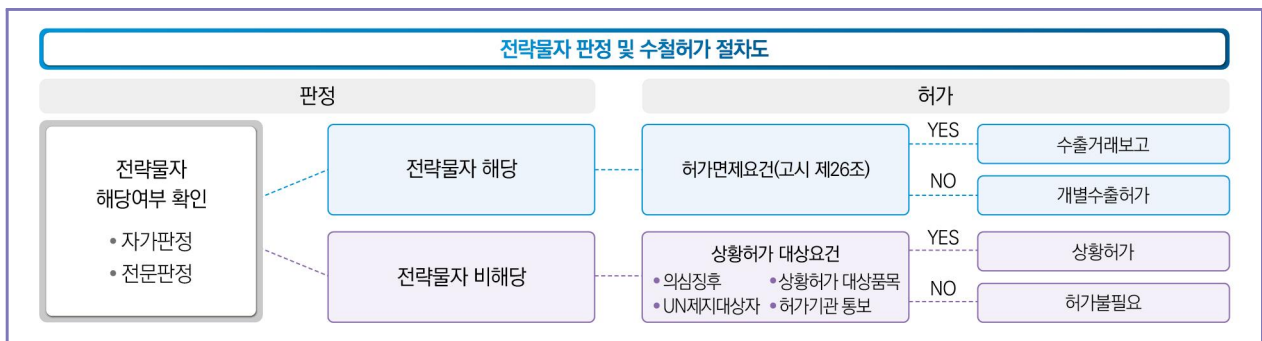 전략물자 판정 및 수철허가 절차도
판정
허가
전략물자
해당여부 확인
• 자가판정
• 전문판정
전략물자 해당
허가면제요건(고시 제26조)
YES
수출거래보고
NO
개별수출허가
전략물자 비해당
상황허가 대상요건
• 의심징후 • 상황허가 대상품목
• UN제지대상자 • 허가기관 통보
YES
상황허가
NO
허가불필요